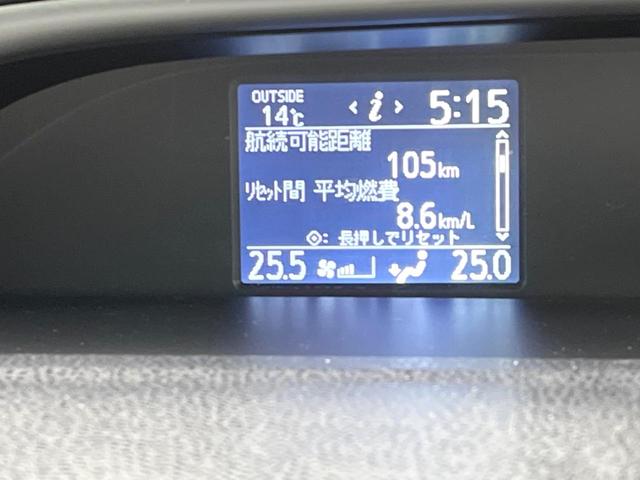 OUTSIDE
14℃
< i >
5:15
航続可能距離
105km
リセット間 平均燃費
8.6km/L
◇: 長押しでリセット
25.5
25.0